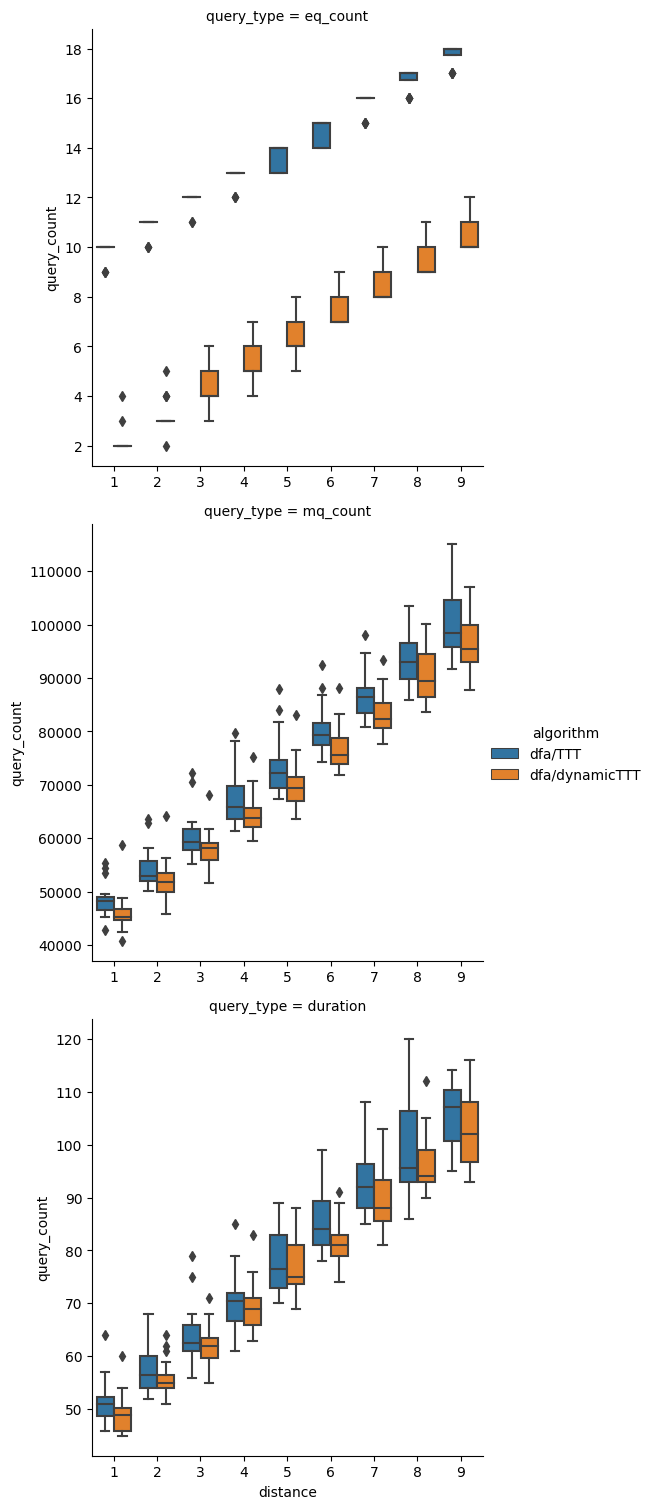 query_type = eq_count
18
16
14
12
10
8
6
4
2
query_count
1 2 3 4 5 6 7 8 9
query_type = mq_count
110000
100000
90000
80000
70000
60000
50000
40000
query_count
1 2 3 4 5 6 7 8 9
algorithm
dfa/TTT
dfa/dynamicTTT
query_type = duration
120
110
100
90
80
70
60
50
query_count
1 2 3 4 5 6 7 8 9
distance